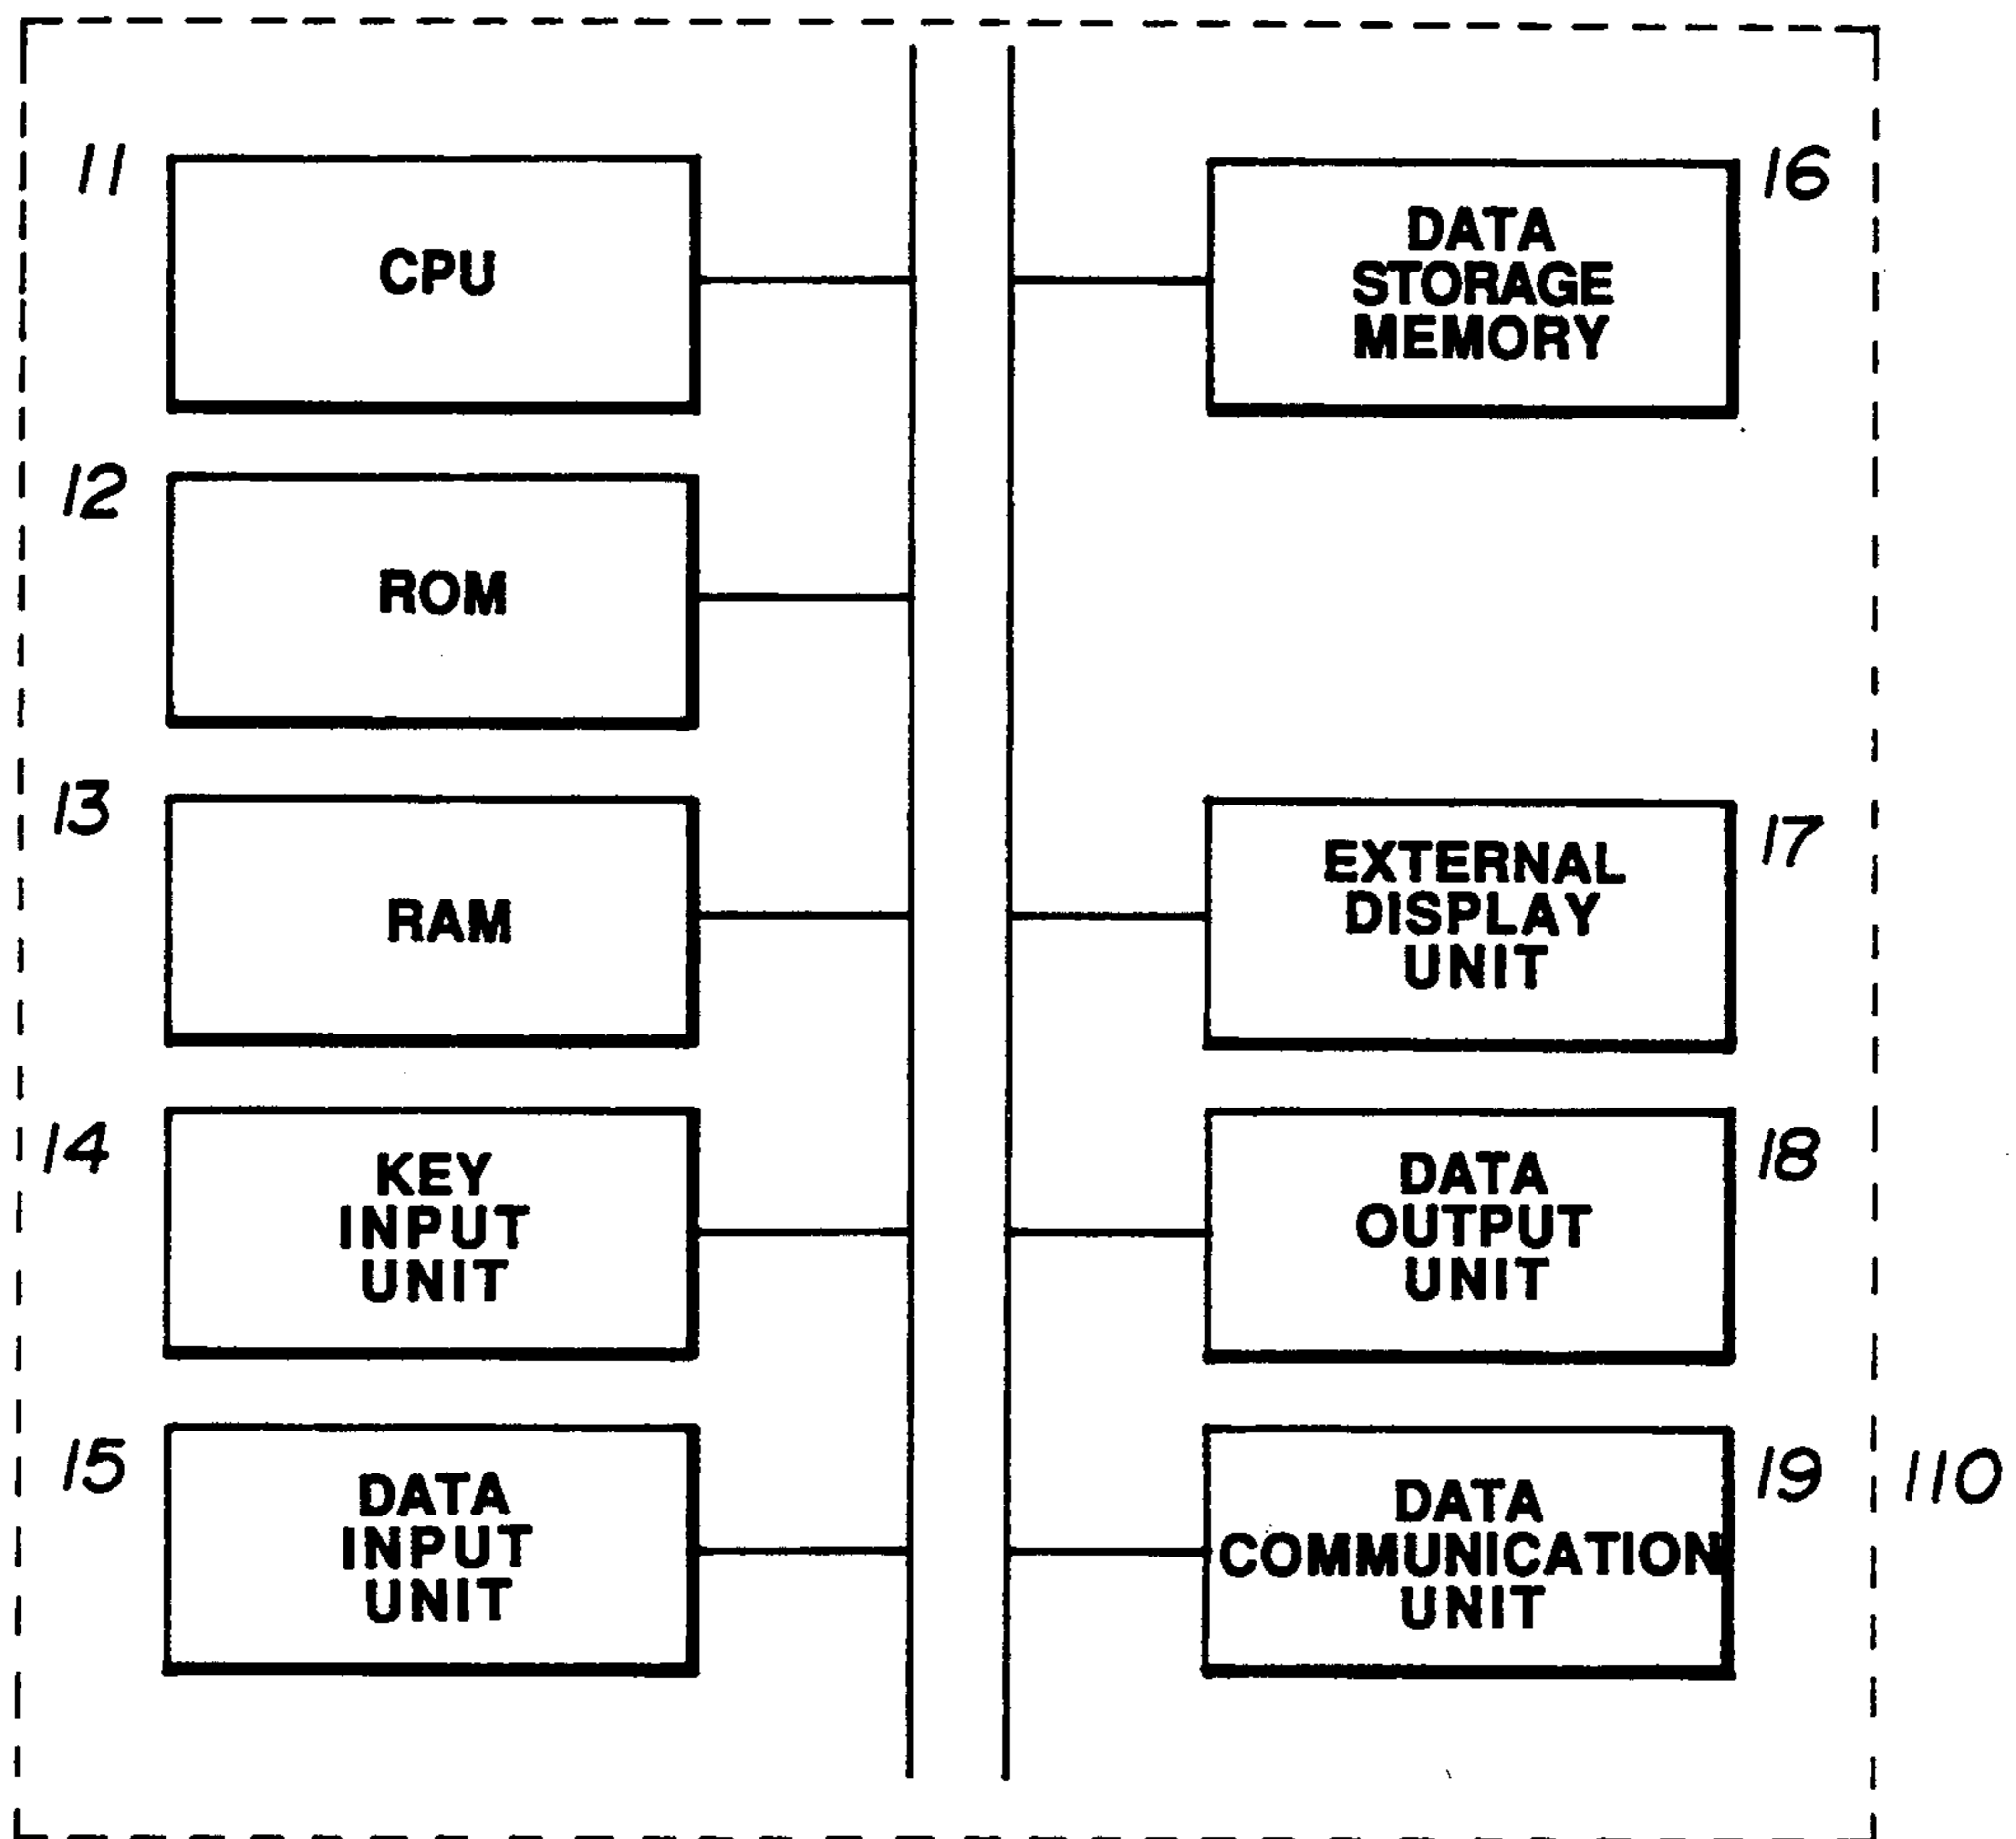 11
CPU
12
ROM
13
RAM
14
KEY
INPUT
UNIT
15
DATA
INPUT
UNIT
16
DATA
STORAGE
MEMORY
17
EXTERNAL
DISPLAY
UNIT
18
DATA
OUTPUT
UNIT
19
DATA
COMMUNICATION
UNIT
110